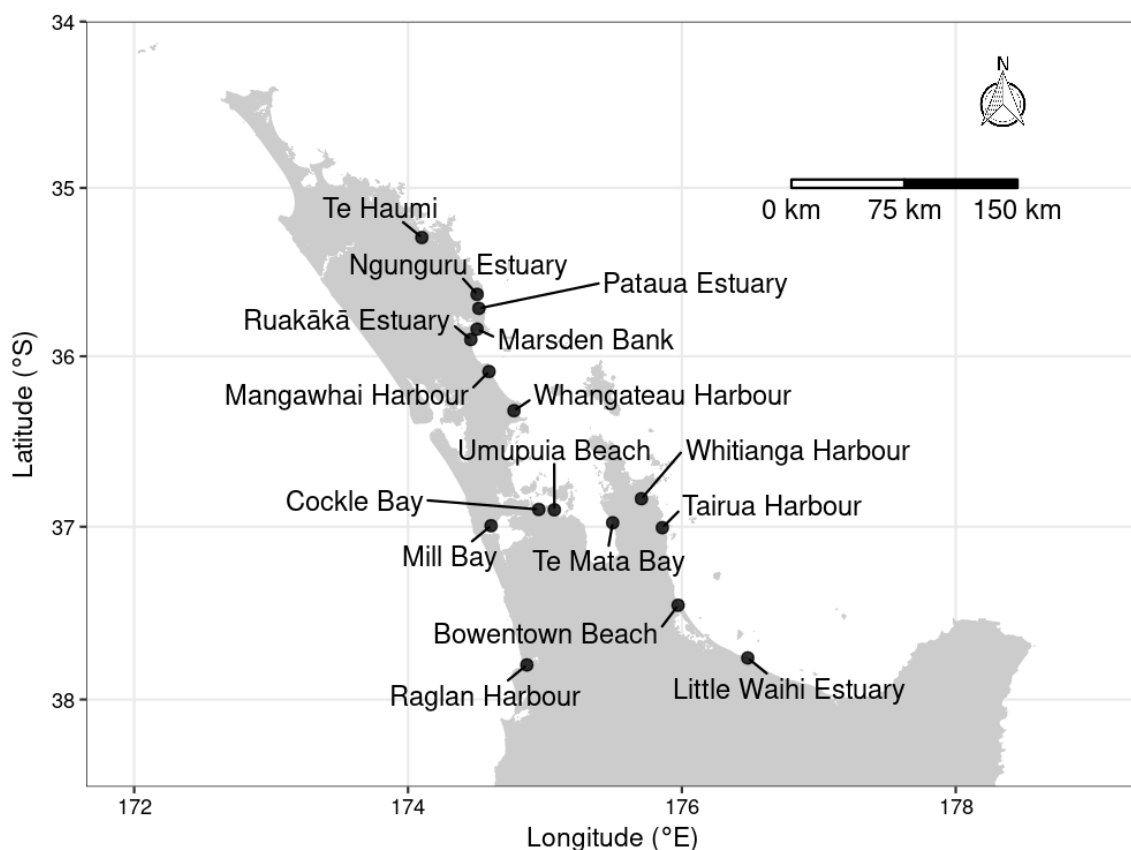 34
N
35
0 km 75 km 150 km
Te Haumi
Ngunguru Estuary
Pataua Estuary
Ruakākā Estuary
Marsden Bank
36
Mangawhai Harbour
Whangateau Harbour
Umupuia Beach
Whitianga Harbour
Cockle Bay
Tairua Harbour
37
Mill Bay
Te Mata Bay
Bowentown Beach
Raglan Harbour
Little Waihi Estuary
38
Latitude (°S)
172 174 176 178
Longitude (°E)